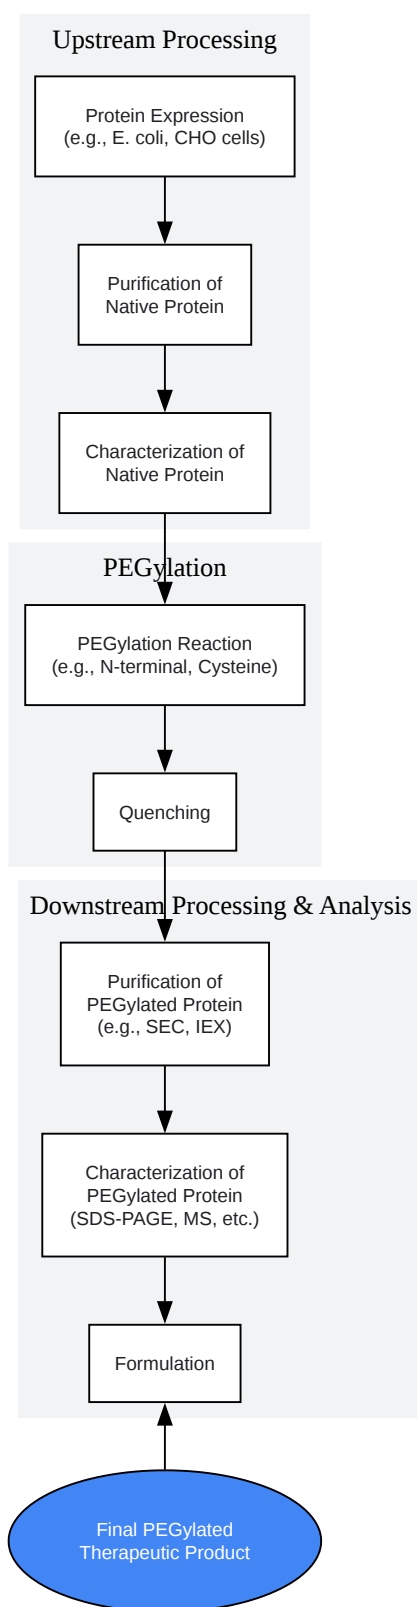 Upstream Processing
Protein Expression
(e.g., E. coli, CHO cells)
Purification of
Native Protein
Characterization of
Native Protein
PEGylation
PEGylation Reaction
(e.g., N-terminal, Cysteine)
Quenching
Downstream Processing & Analysis
Purification of
PEGylated Protein
(e.g., SEC, IEX)
Characterization of
PEGylated Protein
(SDS-PAGE, MS, etc.)
Formulation
Final PEGylated
Therapeutic Product